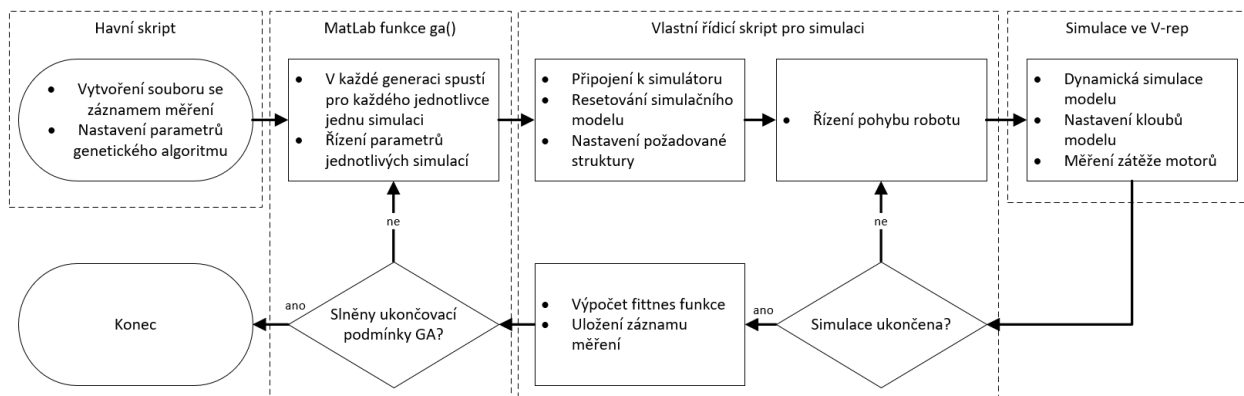 Havní skript
MatLab funkce ga()
Vlastní řídicí skript pro simulaci
Simulace ve V-rep
• Vytvoření souboru se
záznamem měření
• Nastavení parametrů
genetického algoritmu
• V každé generaci spustí
pro každého jednotlivce
jednu simulaci
• Řízení parametrů
jednotlivých simulací
• Připojení k simulátoru
• Resetování simulačního
modelu
• Nastavení požadované
struktury
• Řízení pohybu robotu
• Dynamická simulace
modelu
• Nastavení kloubů
modelu
• Měření zátěže motorů
ne
ne
Konec
ano
Slněny ukončovací
podmínky GA?
• Výpočet fittnes funkce
• Uložení záznamu
měření
ano
Simulace ukončena?